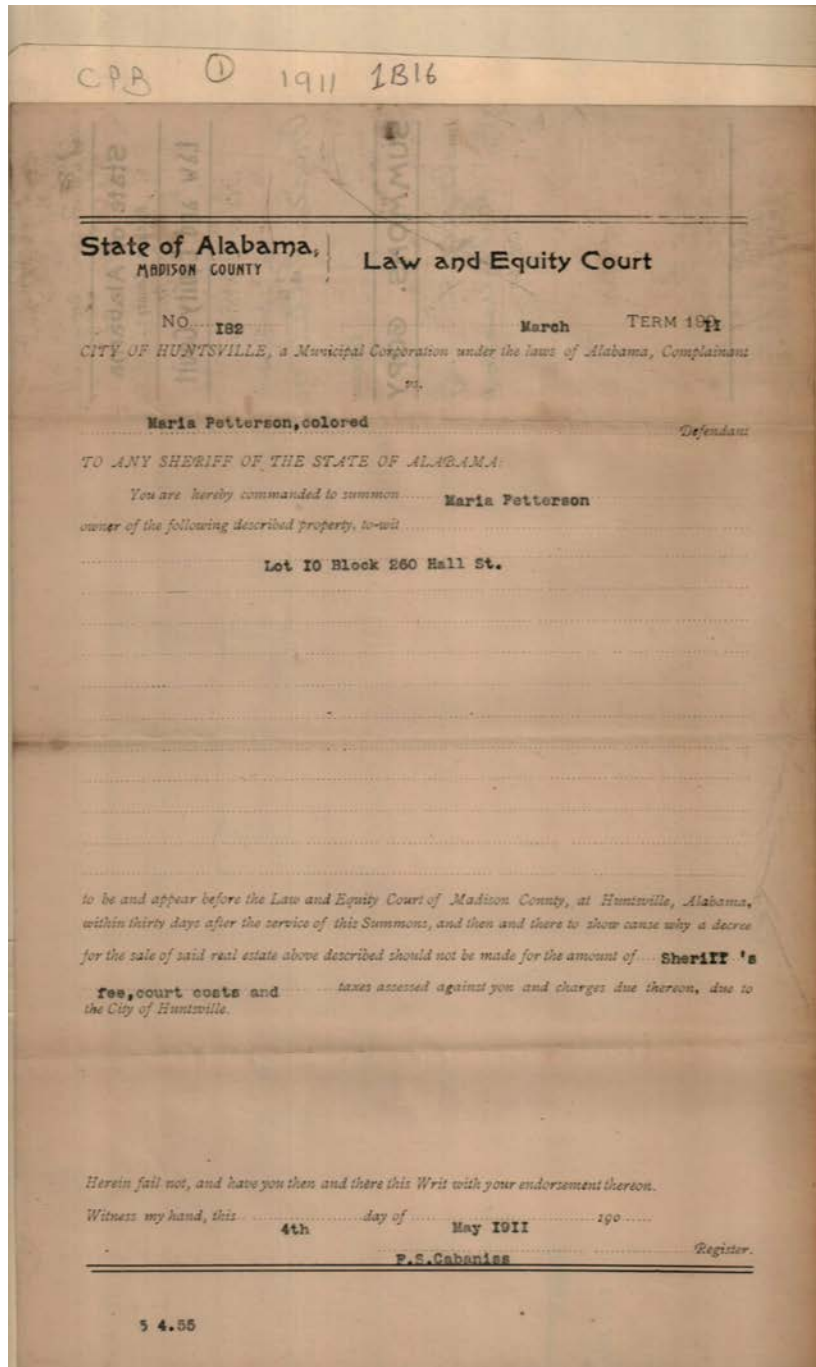 CPB ① 1911 1B16
State of Alabama, Law and Equity Court
MADISON COUNTY
NO. I82 March TERM 190II
CITY OF HUNTSVILLE, a Municipal Corporation under the laws of Alabama, Complainant
vs.
Maria Petterson,colored Defendant
TO ANY SHERIFF OF THE STATE OF ALABAMA:
You are hereby commanded to summon Maria Petterson
owner of the following described property, to-wit
Lot IO Block 260 Hall St.
to be and appear before the Law and Equity Court of Madison County, at Huntsville, Alabama,
within thirty days after the service of this Summons, and then and there to show cause why a decree
for the sale of said real estate above described should not be made for the amount of Sheriff 's
fee,court costs and taxes assessed against you and charges due thereon, due to
the City of Huntsville.
Herein fail not, and have you then and there this Writ with your endorsement thereon.
Witness my hand, this 4th day of May I9II 190
F.S.Cabaniss Register.
$ 4.55